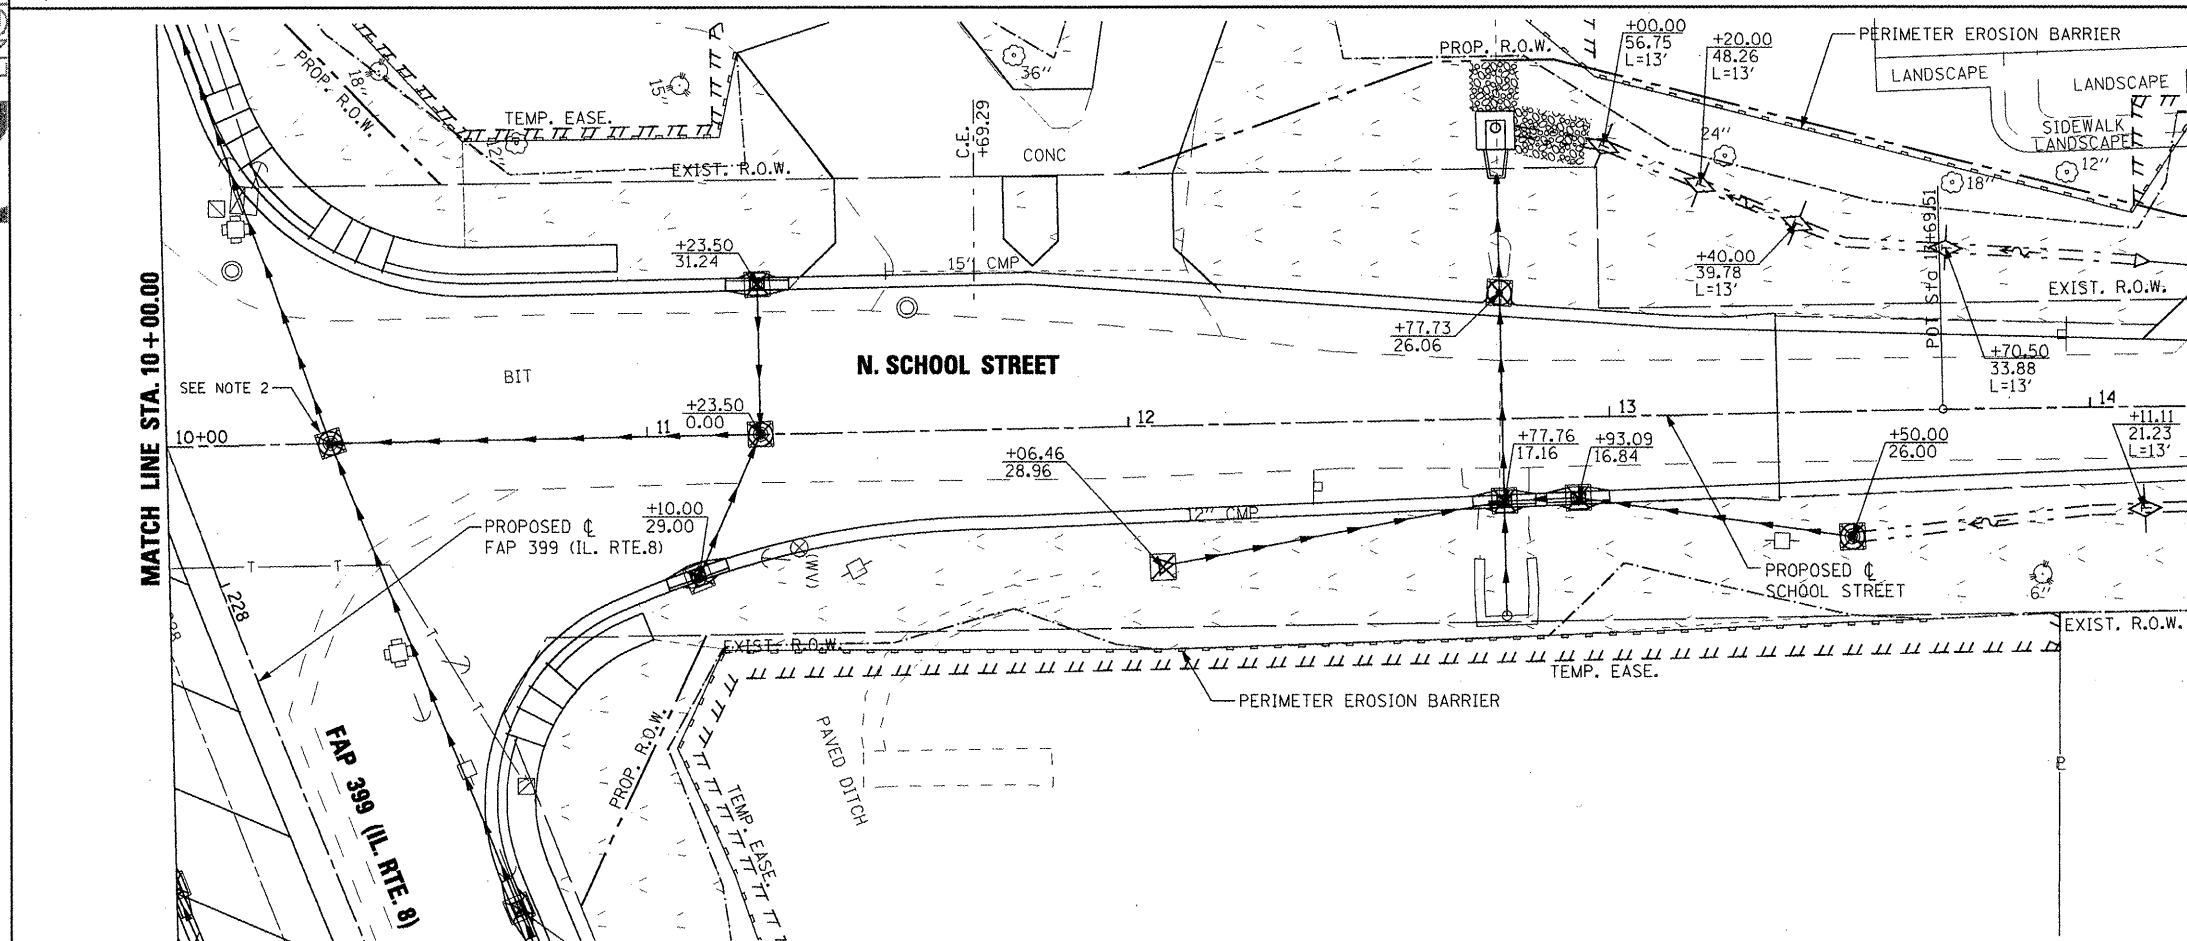 +00.00
56.75
L=13'
+20.00
48.26
L=13'
PERIMETER EROSION BARRIER
PROP. R.O.W.
LANDSCAPE
LANDSCAPE
SIDEWALK
LANDSCAPE
36"
18"
15"
PROP. R.O.W.
TEMP. EASE.
12"
EXIST. R.O.W.
C.E.
+69.29
CONC
24"
18"
12"
POT Sta 13+69.51
+23.50
31.24
15" CMP
+40.00
39.78
L=13'
EXIST. R.O.W.
+77.73
26.06
+70.50
33.88
L=13'
MATCH LINE STA. 10+00.00
N. SCHOOL STREET
BIT
SEE NOTE 2
10+00
11
12
13
14
+23.50
0.00
+06.46
28.96
+77.76
17.16
+93.09
16.84
+50.00
26.00
+11.11
21.23
L=13'
+10.00
29.00
12" CMP
PROPOSED ℄
FAP 399 (IL. RTE.8)
(WV)
T
T
T
T
228
PROPOSED ℄
SCHOOL STREET
6"
EXIST. R.O.W.
EXIST. R.O.W.
TEMP. EASE.
PERIMETER EROSION BARRIER
PROP. R.O.W.
PAVED DITCH
TEMP. EASE.
FAP 399 (IL. RTE. 8)